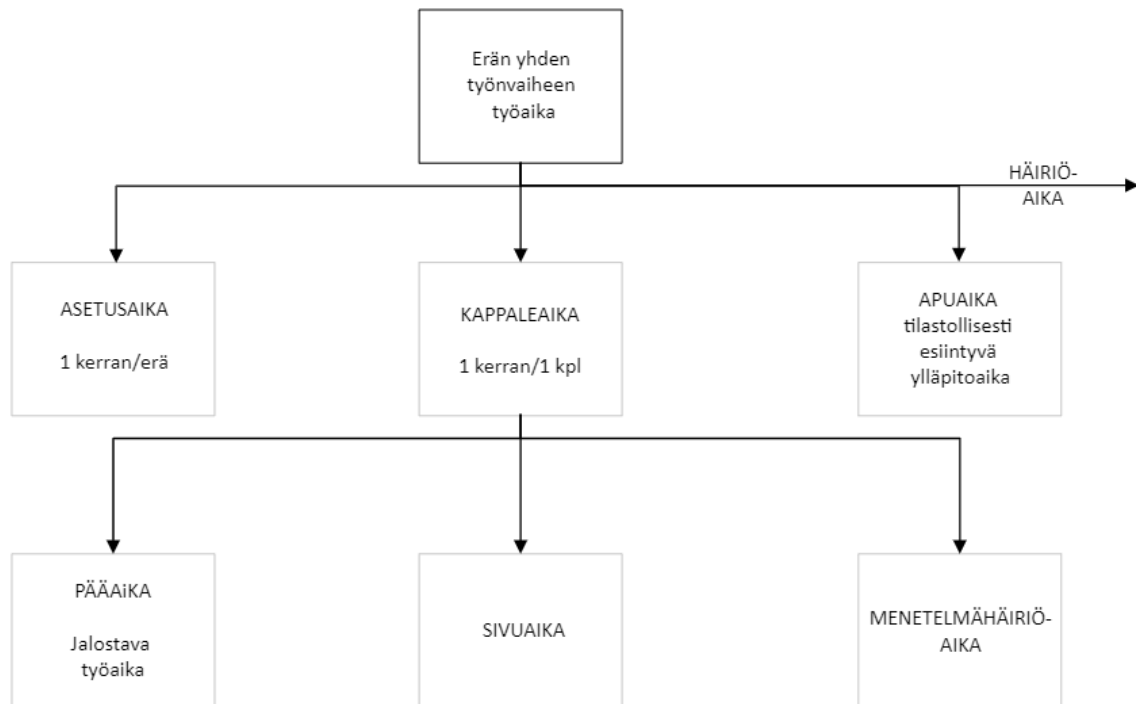 Erän yhden
työnvaiheen
työaika
HÄIRIÖ-
AIKA
ASETUSAIKA
1 kerran/erä
KAPPALEAIKA
1 kerran/1 kpl
APUAIKA
tilastollisesti
esiintyvä
ylläpitoaika
PÄÄAiKA
Jalostava
työaika
SIVUAIKA
MENETELMÄHÄIRIÖ-
AIKA